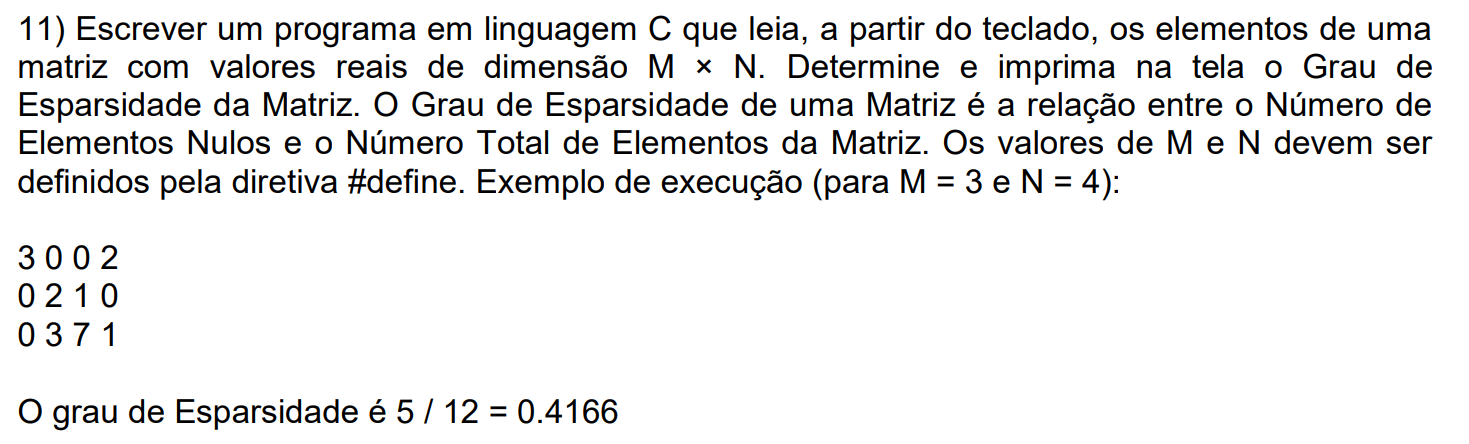 11) Escrever um programa em linguagem C que leia, a partir do teclado, os elementos de uma
matriz com valores reais de dimensão M × N. Determine e imprima na tela o Grau de
Esparsidade da Matriz. O Grau de Esparsidade de uma Matriz é a relação entre o Número de
Elementos Nulos e o Número Total de Elementos da Matriz. Os valores de M e N devem ser
definidos pela diretiva #define. Exemplo de execução (para M = 3 e N = 4):
3 0 0 2
0 2 1 0
0 3 7 1
O grau de Esparsidade é 5 / 12 = 0.4166